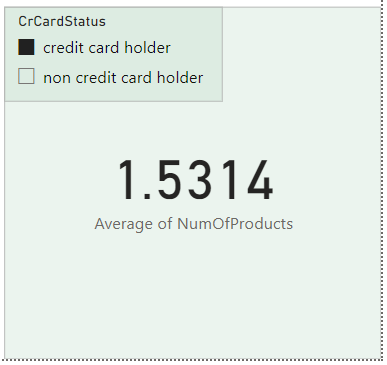 CrCardStatus
credit card holder
non credit card holder
1.5314
Average of NumOfProducts